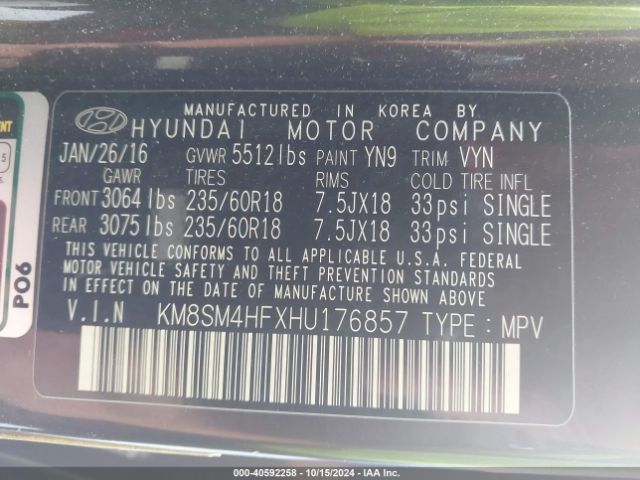 MANUFACTURED IN KOREA BY
HYUNDAI MOTOR COMPANY
JAN/26/16 GVWR 5512lbs PAINT YN9 TRIM VYN
GAWR TIRES RIMS COLD TIRE INFL
FRONT 3064lbs 235/60R18 7.5JX18 33psi SINGLE
REAR 3075lbs 235/60R18 7.5JX18 33psi SINGLE
THIS VEHICLE CONFORMS TO ALL APPLICABLE U.S.A. FEDERAL
MOTOR VEHICLE SAFETY AND THEFT PREVENTION STANDARDS
IN EFFECT ON THE DATE OF MANUFACTURE SHOWN ABOVE.
V.I.N KM8SM4HFXHU176857 TYPE : MPV
PO6
000-40592258 - 10/15/2024 - IAAI.com